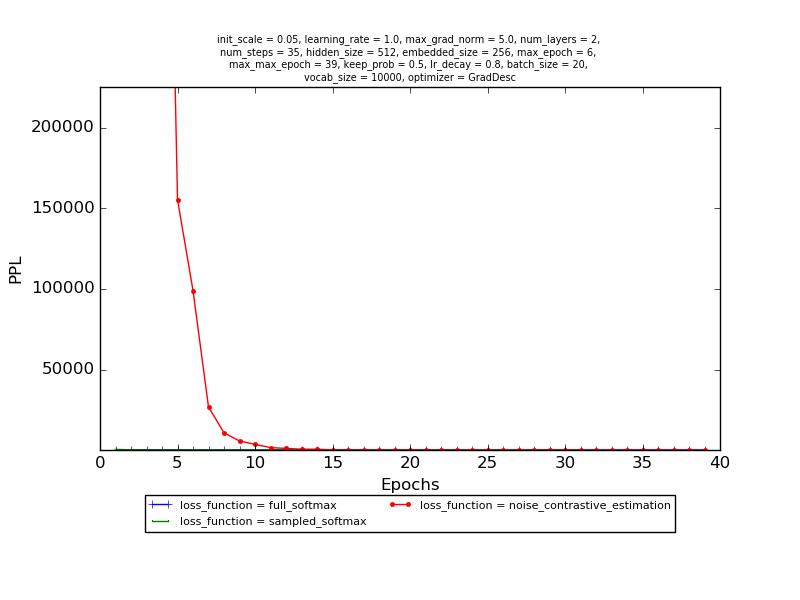 init_scale = 0.05, learning_rate = 1.0, max_grad_norm = 5.0, num_layers = 2,
num_steps = 35, hidden_size = 512, embedded_size = 256, max_epoch = 6,
max_max_epoch = 39, keep_prob = 0.5, lr_decay = 0.8, batch_size = 20,
vocab_size = 10000, optimizer = GradDesc
200000
150000
100000
50000
PPL
0 5 10 15 20 25 30 35 40
Epochs
loss_function = full_softmax
loss_function = sampled_softmax
loss_function = noise_contrastive_estimation